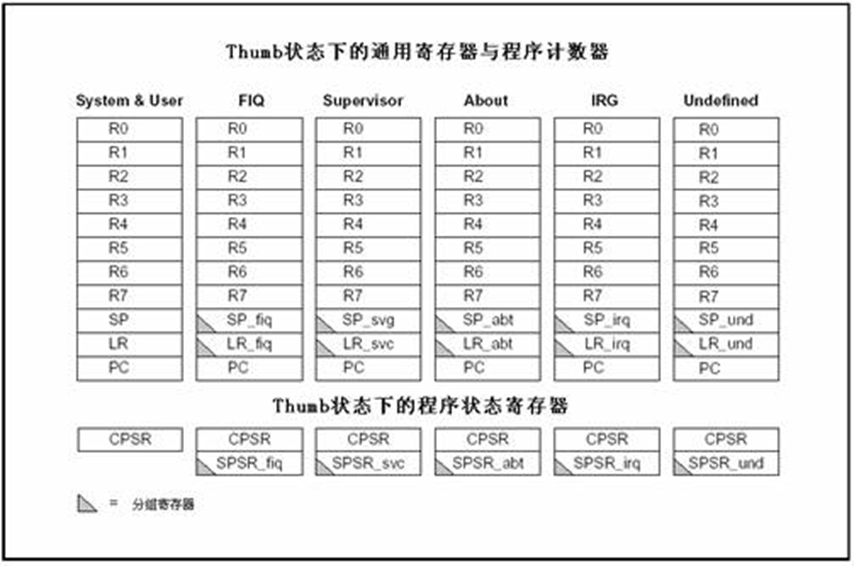 Thumb状态下的通用寄存器与程序计数器
System & User FIQ Supervisor About IRG Undefined
R0 R0 R0 R0 R0 R0
R1 R1 R1 R1 R1 R1
R2 R2 R2 R2 R2 R2
R3 R3 R3 R3 R3 R3
R4 R4 R4 R4 R4 R4
R5 R5 R5 R5 R5 R5
R6 R6 R6 R6 R6 R6
R7 R7 R7 R7 R7 R7
SP SP_fiq SP_svg SP_abt SP_irq SP_und
LR LR_fiq LR_svc LR_abt LR_irq LR_und
PC PC PC PC PC PC
Thumb状态下的程序状态寄存器
CPSR CPSR CPSR CPSR CPSR CPSR
SPSR_fiq SPSR_svc SPSR_abt SPSR_irq SPSR_und
= 分组寄存器